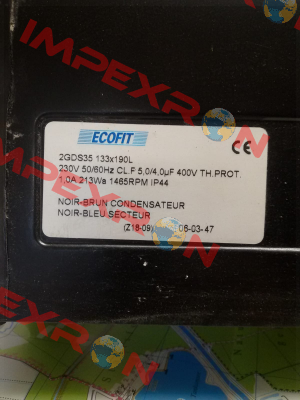 IMPEXRON
ECOFIT
CE
2GDS35 133x190L
230V 50/60Hz CL.F 5,0/4,0µF 400V TH.PROT.
1,0A 213Wa 1465RPM IP44
NOIR-BRUN CONDENSATEUR
NOIR-BLEU SECTEUR
(Z18-09) 06-03-47
IMPEXRON